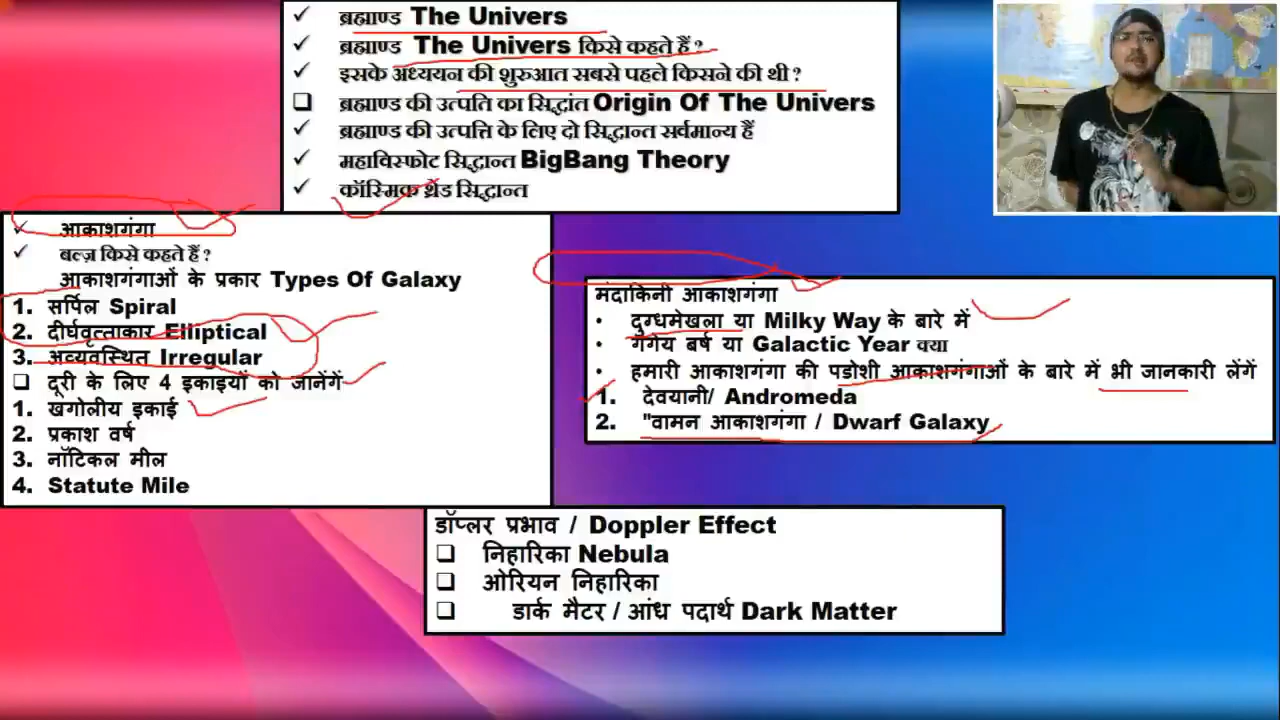 ब्रह्माण्ड The Univers
ब्रह्माण्ड The Univers किसे कहते हैं ?
इसके अध्ययन की शुरुआत सबसे पहले किसने की थी ?
ब्रह्माण्ड की उत्पति का सिद्धांत Origin Of The Univers
ब्रह्माण्ड की उत्पत्ति के लिए दो सिद्धान्त सर्वमान्य हैं
महाविस्फोट सिद्धान्त BigBang Theory
कॉस्मिक थ्रैड सिद्धान्त
आकाशगंगा
बल्ज़ किसे कहते हैं ?
आकाशगंगाओं के प्रकार Types Of Galaxy
1. सर्पिल Spiral
2. दीर्घवृत्ताकार Elliptical
3. अव्यवस्थित Irregular
दूरी के लिए 4 इकाइयों को जानेंगें
1. खगोलीय इकाई
2. प्रकाश वर्ष
3. नॉटिकल मील
4. Statute Mile
मंदाकिनी आकाशगंगा
• दुग्धमेखला या Milky Way के बारे में
• गंगेय बर्ष या Galactic Year क्या
• हमारी आकाशगंगा की पडोशी आकाशगंगाओं के बारे में भी जानकारी लेंगें
1. देवयानी/ Andromeda
2. "वामन आकाशगंगा / Dwarf Galaxy
डॉप्लर प्रभाव / Doppler Effect
निहारिका Nebula
ओरियन निहारिका
डार्क मैटर / आंध पदार्थ Dark Matter